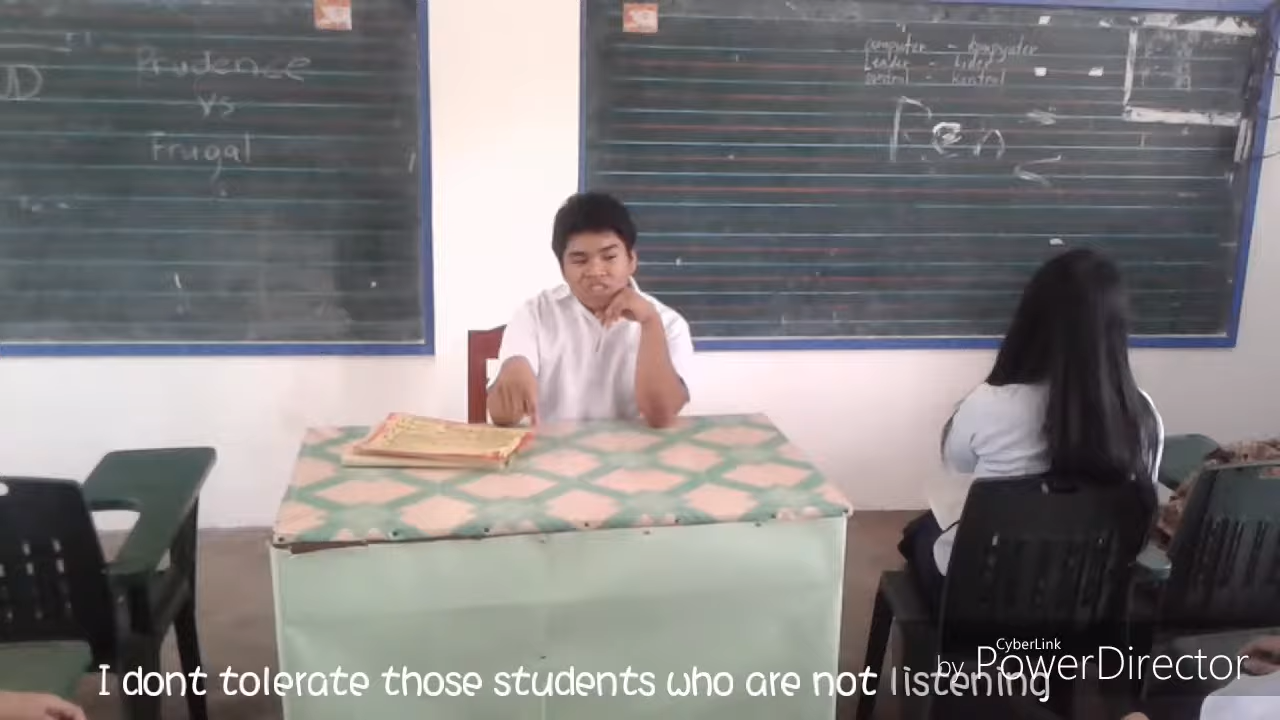 Prudence
vs
Frugal
computer - kompyuter
Leader - Lider
control - kontrol
I dont tolerate those students who are not listening
CyberLink
by PowerDirector